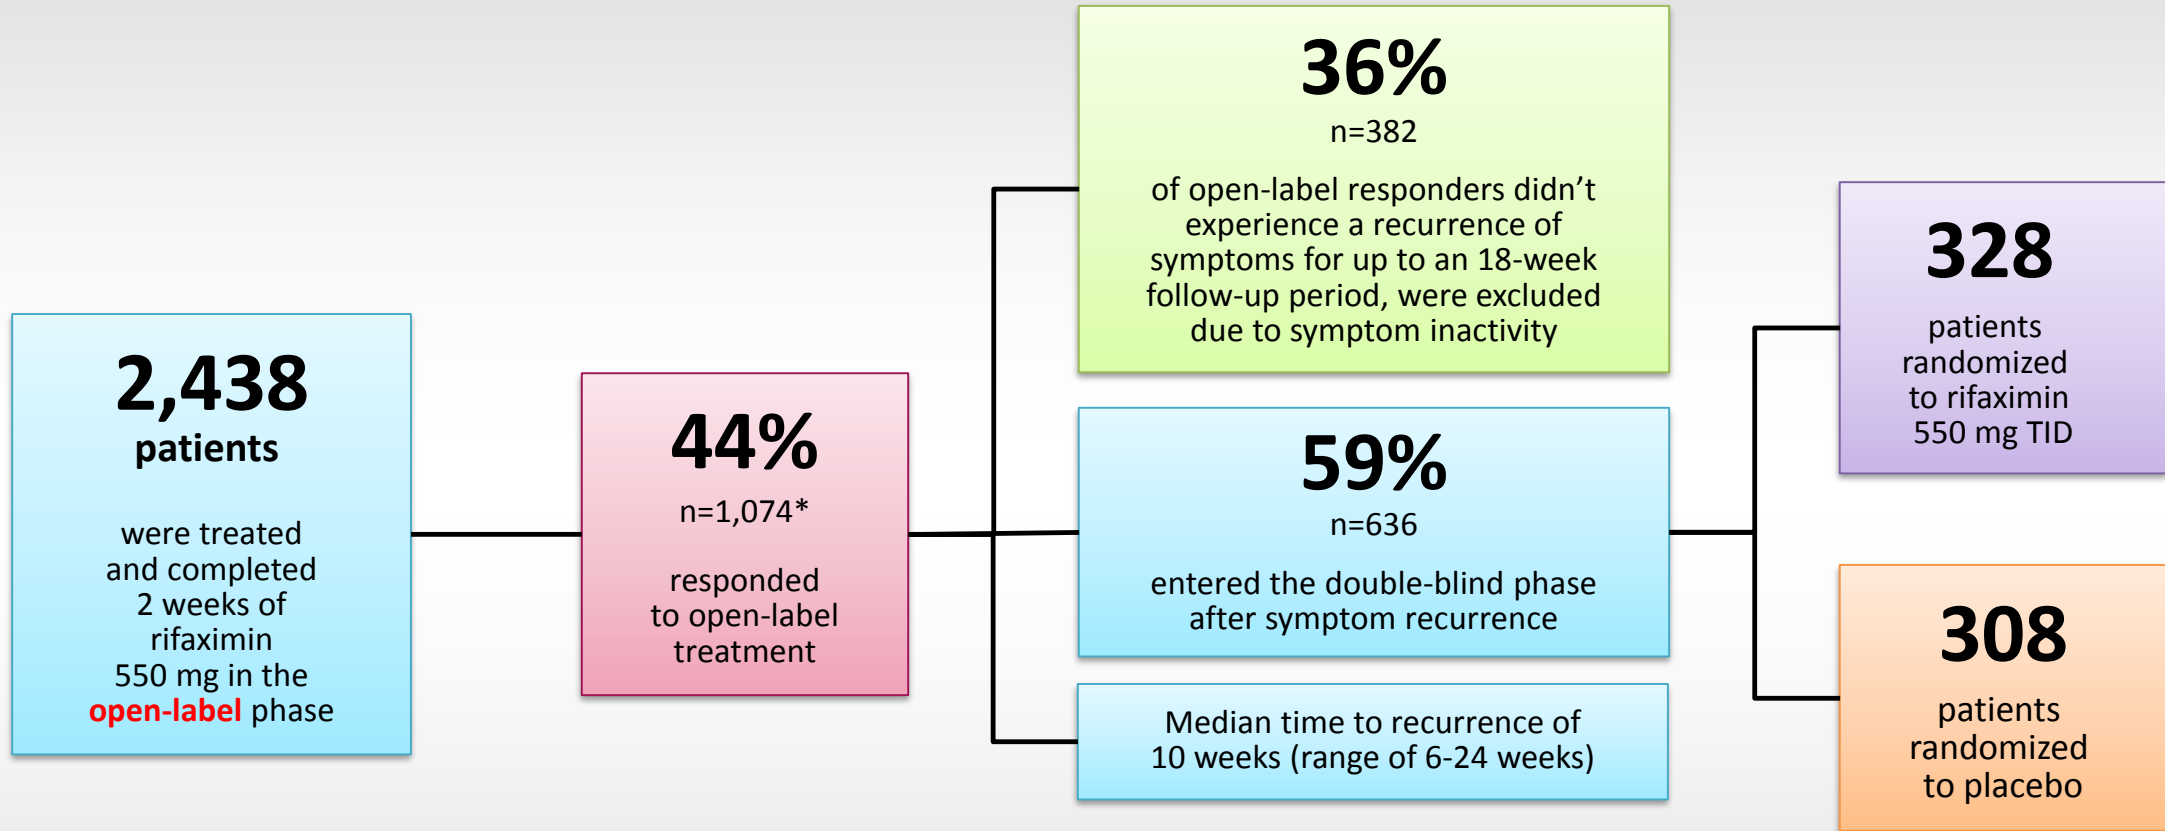 2,438
patients
were treated
and completed
2 weeks of
rifaximin
550 mg in the
open-label phase
44%
n=1,074*
responded
to open-label
treatment
36%
n=382
of open-label responders didn’t
experience a recurrence of
symptoms for up to an 18-week
follow-up period, were excluded
due to symptom inactivity
59%
n=636
entered the double-blind phase
after symptom recurrence
Median time to recurrence of
10 weeks (range of 6-24 weeks)
328
patients
randomized
to rifaximin
550 mg TID
308
patients
randomized
to placebo